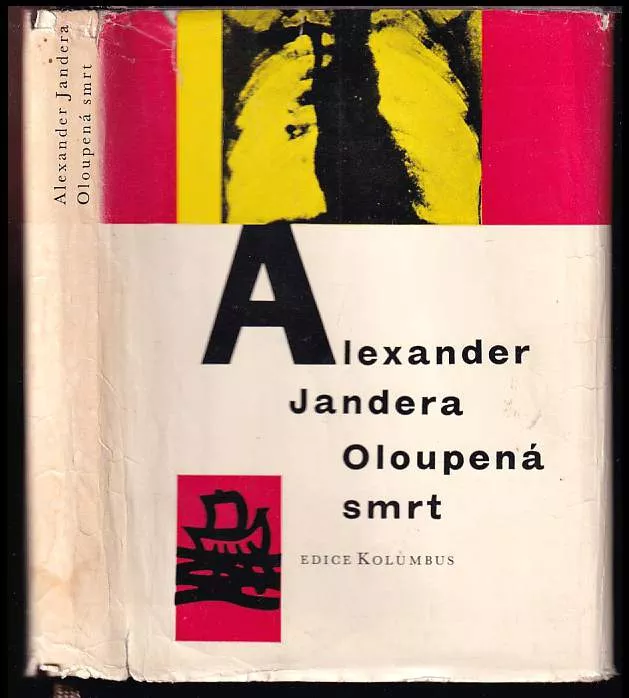 Alexander Jandera
Oloupená smrt
Alexander
Jandera
Oloupená
smrt
EDICE KOLUMBUS